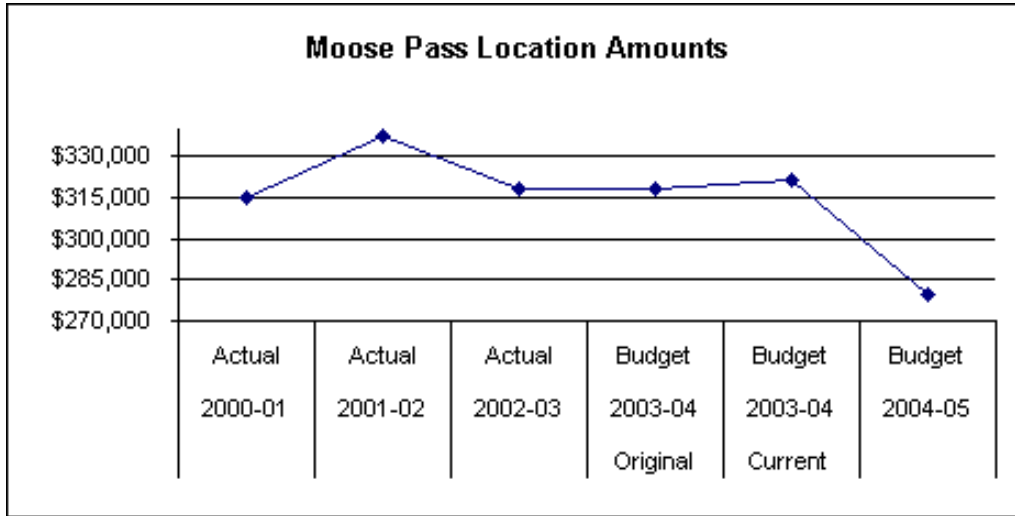 Moose Pass Location Amounts
$330,000
$315,000
$300,000
$285,000
$270,000
Actual Actual Actual Budget Budget Budget
2000-01 2001-02 2002-03 2003-04 2003-04 2004-05
Original Current